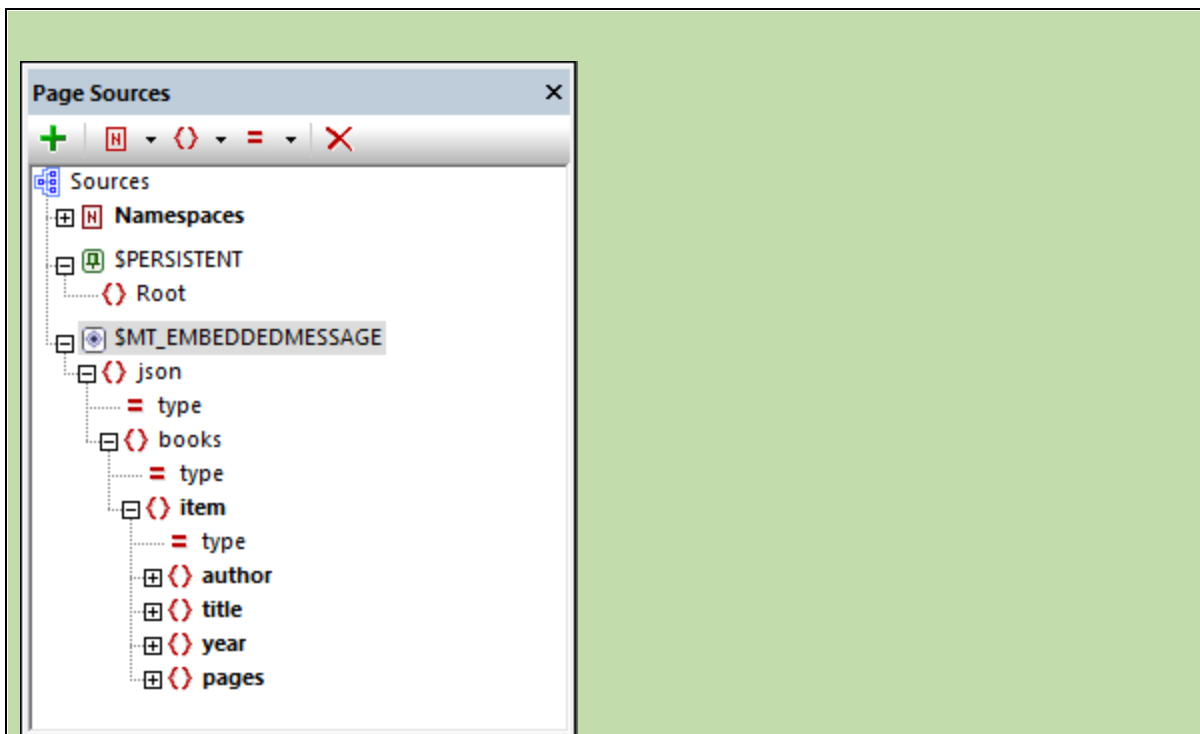 Page Sources
Sources
Namespaces
$PERSISTENT
Root
$MT_EMBEDDEDMESSAGE
json
type
books
type
item
type
author
title
year
pages